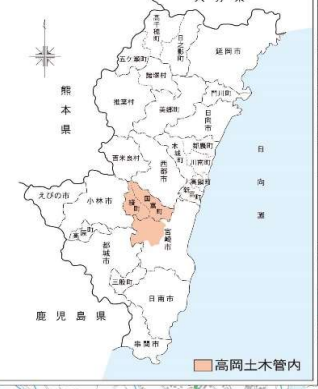 高千穂町
日之影町
延岡市
五ヶ瀬町
諸塚村
門川町
椎葉村
美郷町
日向市
熊本県
木城町
都農町
川南町
日向灘
西米良村
西都市
高鍋町
新富町
えびの市
小林市
綾町
国富町
高原町
宮崎市
都城市
三股町
日南市
鹿児島県
串間市
高岡土木管内